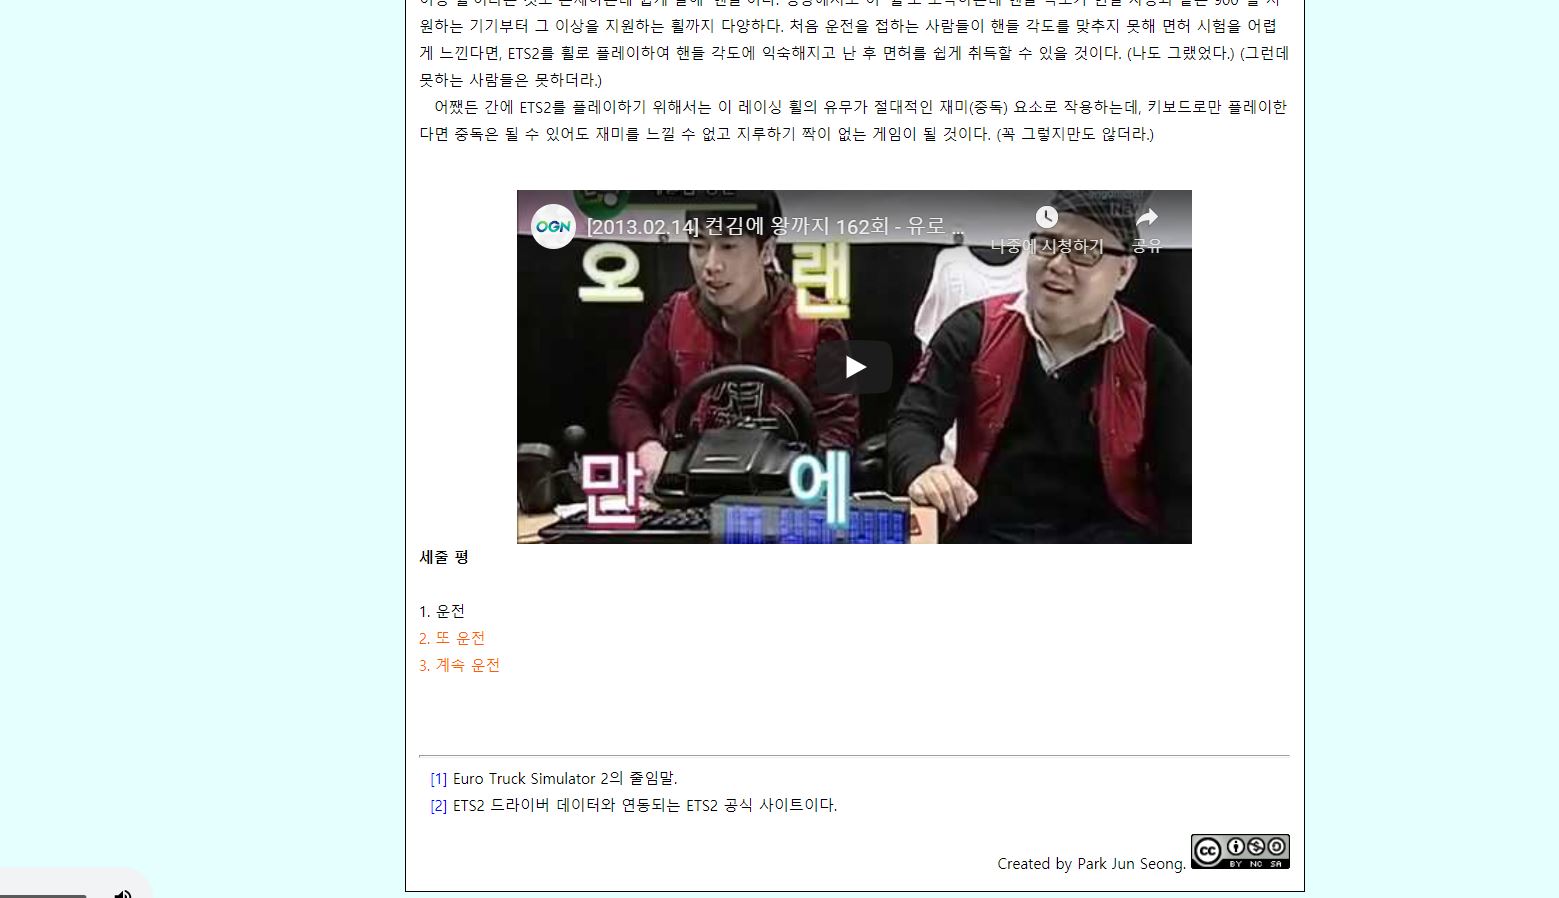 원하는 기기부터 그 이상을 지원하는 휠까지 다양하다. 처음 운전을 접하는 사람들이 핸들 각도를 맞추지 못해 면허 시험을 어렵
게 느낀다면, ETS2를 휠로 플레이하여 핸들 각도에 익숙해지고 난 후 면허를 쉽게 취득할 수 있을 것이다. (나도 그랬었다.) (그런데
못하는 사람들은 못하더라.)
어쨌든 간에 ETS2를 플레이하기 위해서는 이 레이싱 휠의 유무가 절대적인 재미(중독) 요소로 작용하는데, 키보드로만 플레이한
다면 중독은 될 수 있어도 재미를 느낄 수 없고 지루하기 짝이 없는 게임이 될 것이다. (꼭 그렇지만도 않더라.)
OGN [2013.02.14] 켠김에 왕까지 162회 - 유로 ...
나중에 시청하기 공유
오 랜
만 에
세줄 평
1. 운전
2. 또 운전
3. 계속 운전
[1] Euro Truck Simulator 2의 줄임말.
[2] ETS2 드라이버 데이터와 연동되는 ETS2 공식 사이트이다.
Created by Park Jun Seong. cc BY NC SA